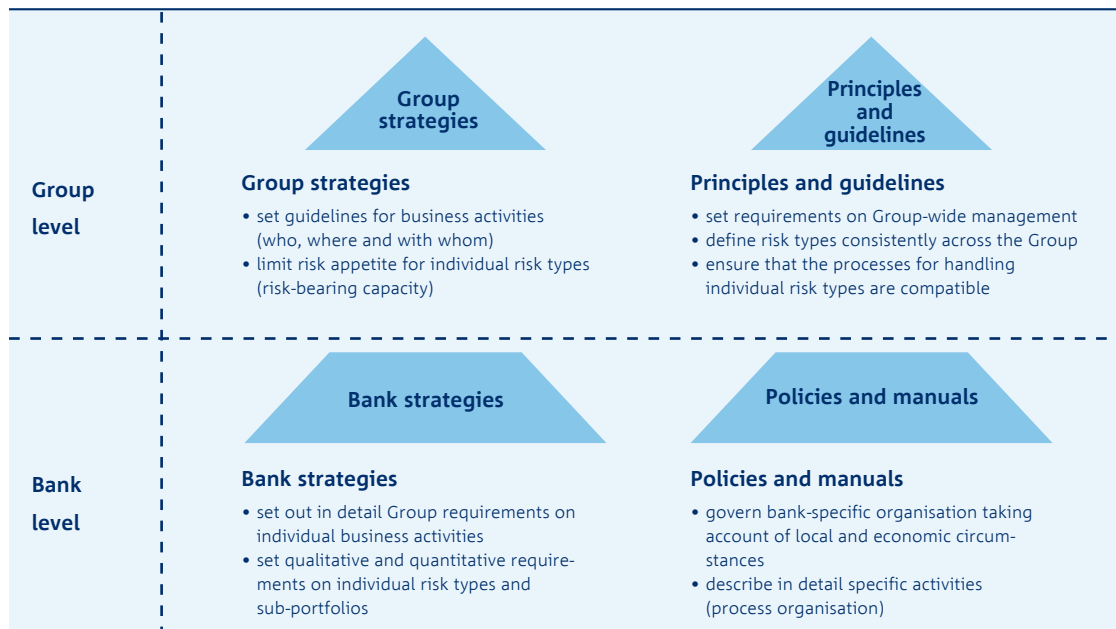 Group
level
Group
strategies
Group strategies
• set guidelines for business activities
(who, where and with whom)
• limit risk appetite for individual risk types
(risk-bearing capacity)
Principles
and
guidelines
Principles and guidelines
• set requirements on Group-wide management
• define risk types consistently across the Group
• ensure that the processes for handling
individual risk types are compatible
Bank
level
Bank strategies
Bank strategies
• set out in detail Group requirements on
individual business activities
• set qualitative and quantitative require-
ments on individual risk types and
sub-portfolios
Policies and manuals
Policies and manuals
• govern bank-specific organisation taking
account of local and economic circum-
stances
• describe in detail specific activities
(process organisation)